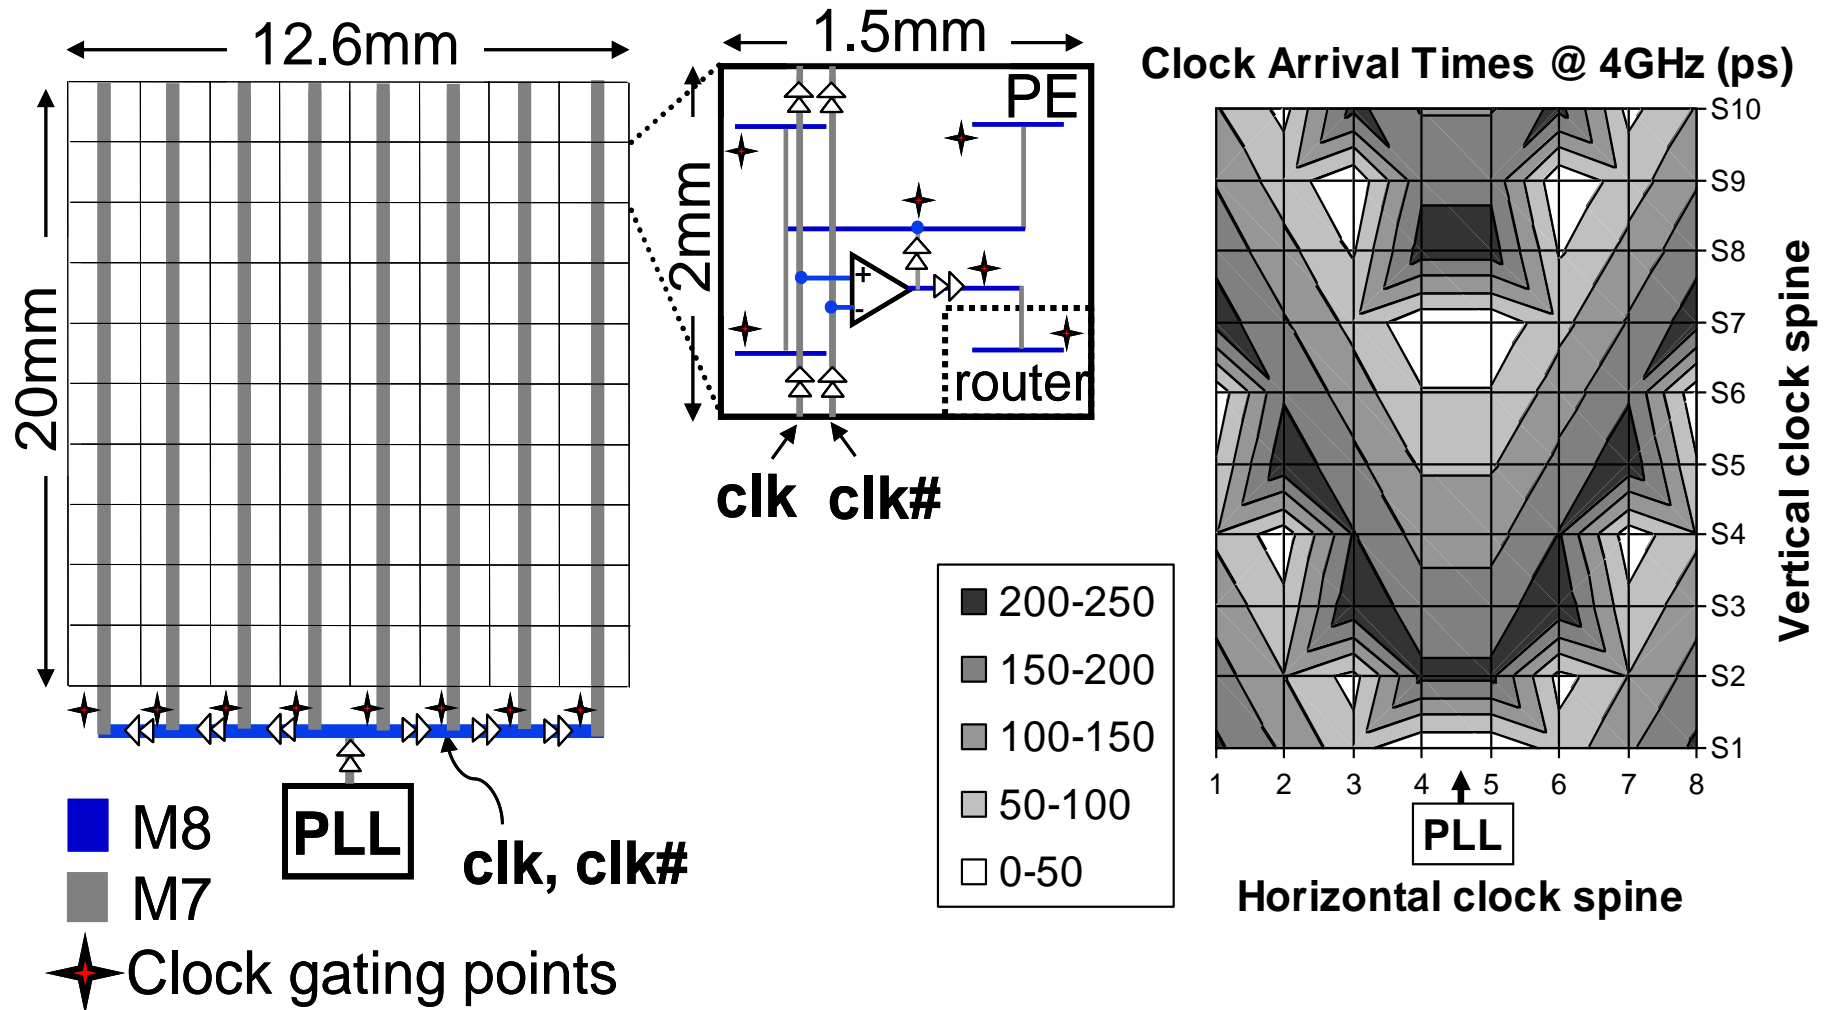 12.6mm
20mm
M8
M7
Clock gating points
PLL
clk, clk#
1.5mm
2mm
PE
+
-
router
clk clk#
200-250
150-200
100-150
50-100
0-50
Clock Arrival Times @ 4GHz (ps)
S10
S9
S8
S7
S6
S5
S4
S3
S2
S1
Vertical clock spine
1 2 3 4 5 6 7 8
PLL
Horizontal clock spine